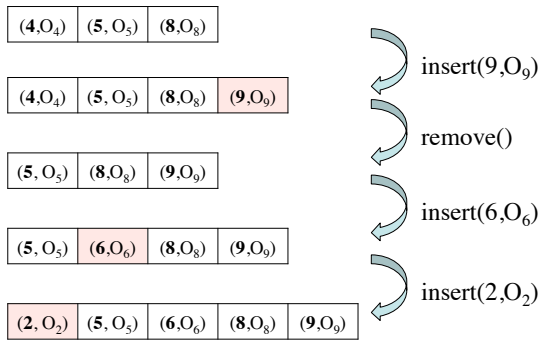 (4,O₄) (5, O₅) (8,O₈)
insert(9,O₉)
(4,O₄) (5, O₅) (8,O₈) (9,O₉)
remove()
(5, O₅) (8,O₈) (9,O₉)
insert(6,O₆)
(5, O₅) (6,O₆) (8,O₈) (9,O₉)
insert(2,O₂)
(2, O₂) (5, O₅) (6,O₆) (8,O₈) (9,O₉)